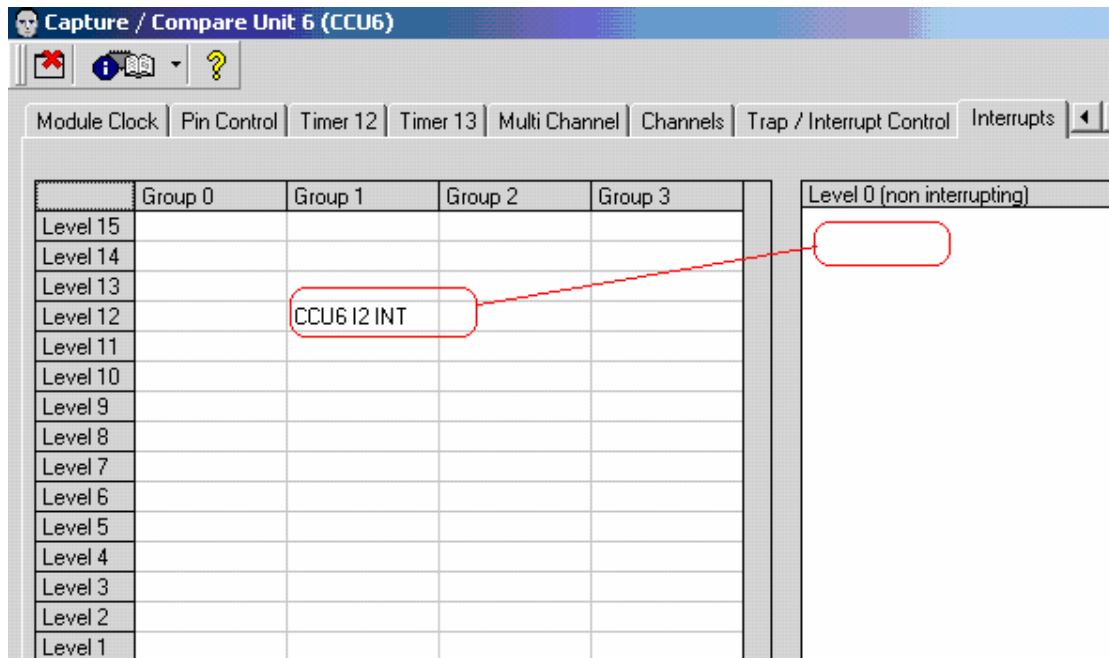 Capture / Compare Unit 6 (CCU6)
Module Clock Pin Control Timer 12 Timer 13 Multi Channel Channels Trap / Interrupt Control Interrupts
Group 0 Group 1 Group 2 Group 3 Level 0 (non interrupting)
Level 15
Level 14
Level 13
Level 12 CCU6 I2 INT
Level 11
Level 10
Level 9
Level 8
Level 7
Level 6
Level 5
Level 4
Level 3
Level 2
Level 1